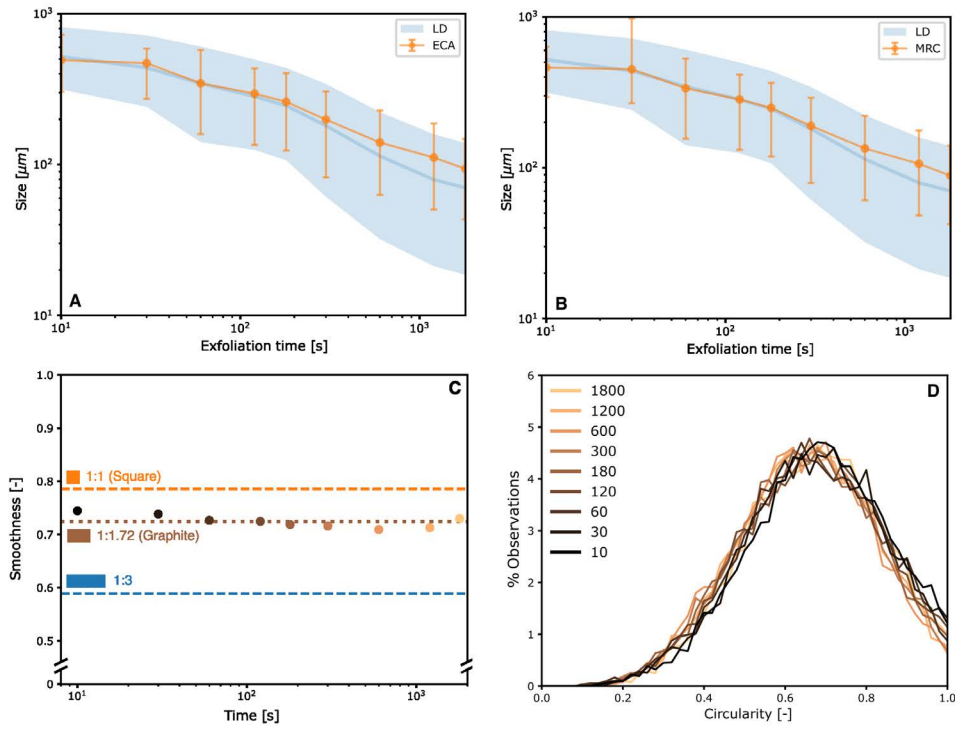 10³
10²
10¹
Size [μm]
LD
ECA
A
10¹
10²
10³
Exfoliation time [s]
10³
10²
10¹
Size [μm]
LD
MRC
B
10¹
10²
10³
Exfoliation time [s]
1.0
0.9
0.8
0.7
0.6
0.5
0
Smoothness [-]
C
1:1 (Square)
1:1.72 (Graphite)
1:3
10¹
10²
10³
Time [s]
6
5
4
3
2
1
0
% Observations
1800
1200
600
300
180
120
60
30
10
D
0.0
0.2
0.4
0.6
0.8
1.0
Circularity [-]